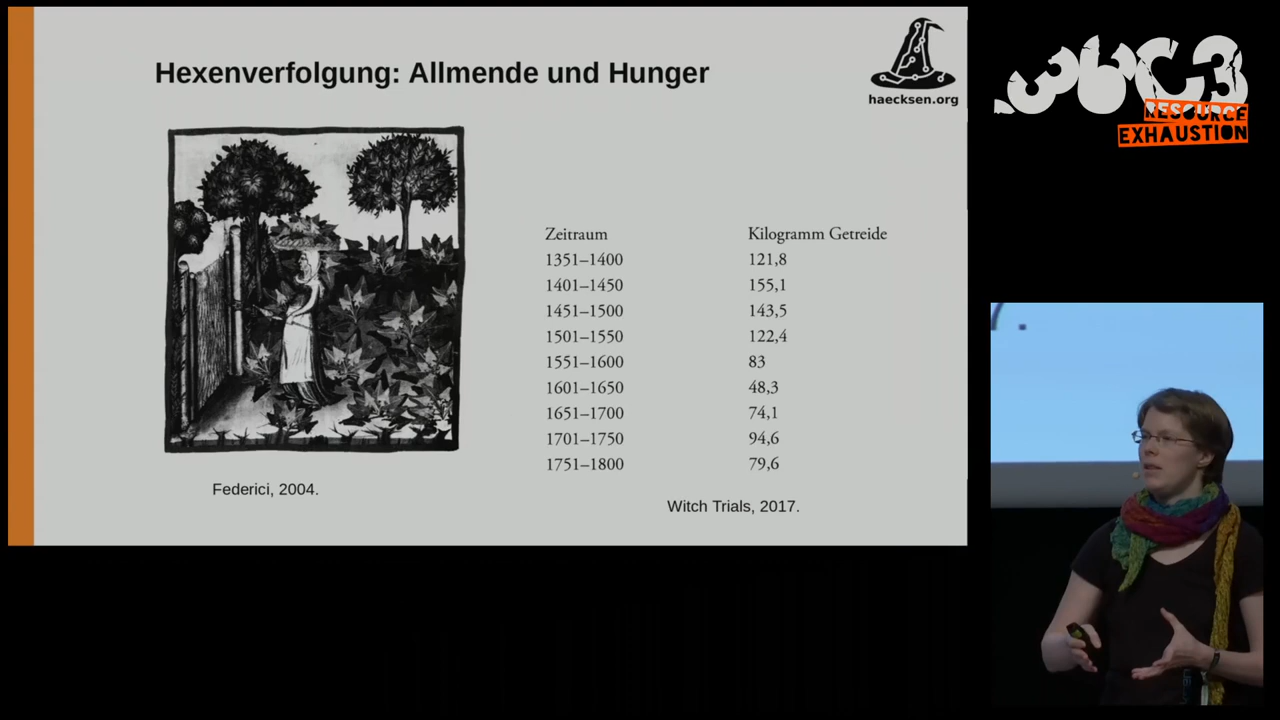 Hexenverfolgung: Allmende und Hunger
haecksen.org
36C3
RESOURCE
EXHAUSTION
Zeitraum Kilogramm Getreide
1351–1400 121,8
1401–1450 155,1
1451–1500 143,5
1501–1550 122,4
1551–1600 83
1601–1650 48,3
1651–1700 74,1
1701–1750 94,6
1751–1800 79,6
Federici, 2004.
Witch Trials, 2017.